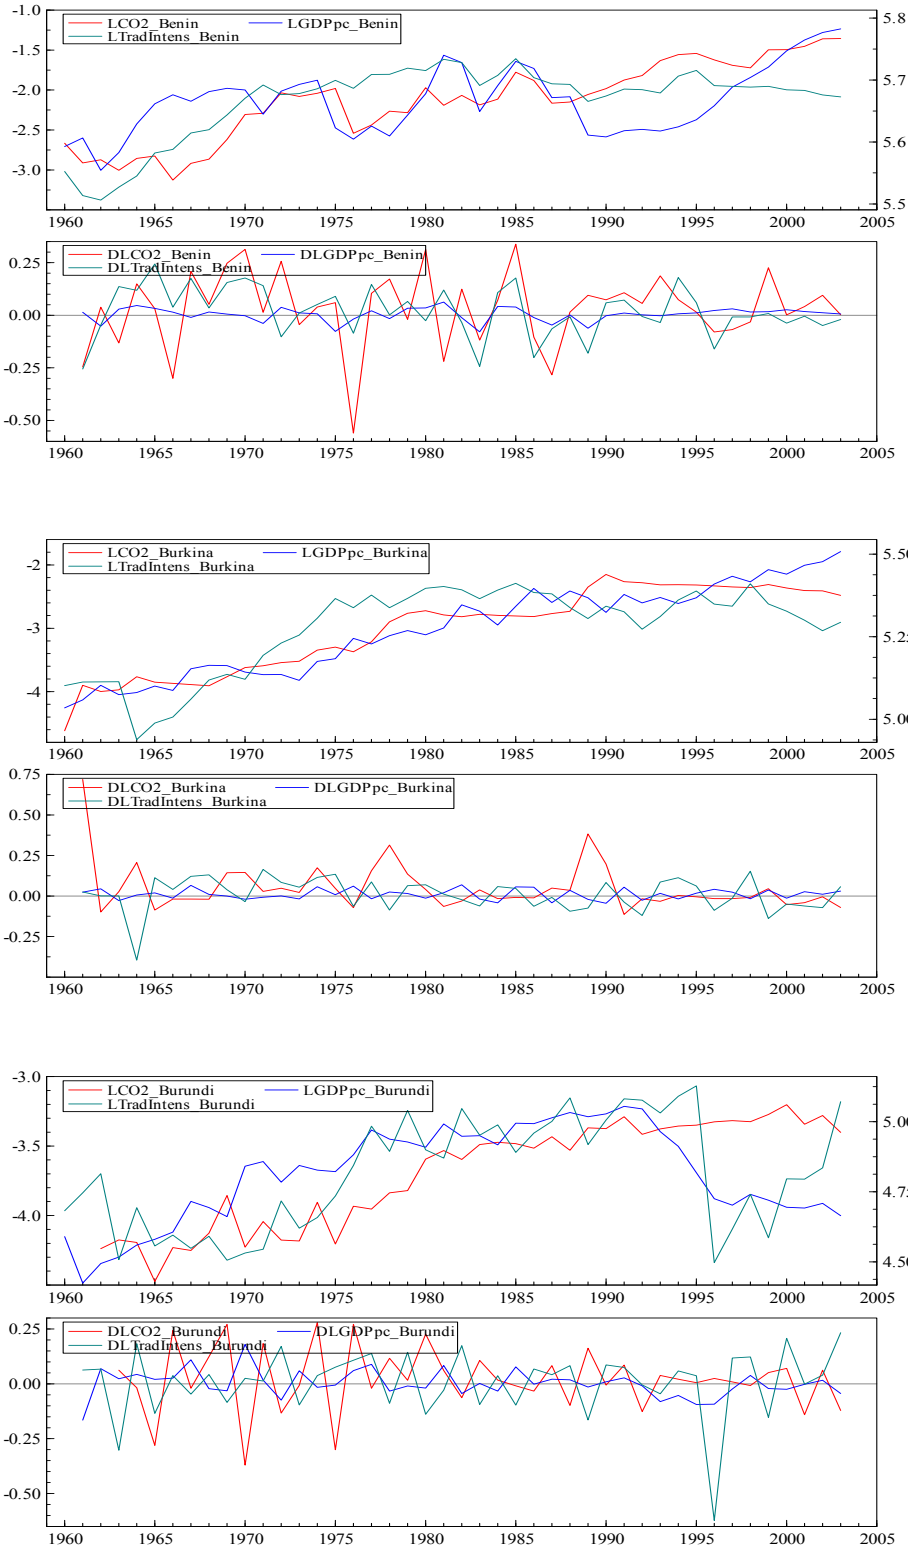 -1.0
-1.5
-2.0
-2.5
-3.0
LCO2_Benin LGDPpc_Benin
LTradIntens_Benin
5.8
5.7
5.6
5.5
1960 1965 1970 1975 1980 1985 1990 1995 2000 2005
0.25
0.00
-0.25
-0.50
DLCO2_Benin DLGDPpc_Benin
DLTradIntens_Benin
1960 1965 1970 1975 1980 1985 1990 1995 2000 2005
-2
-3
-4
LCO2_Burkina LGDPpc_Burkina
LTradIntens_Burkina
5.50
5.25
5.00
1960 1965 1970 1975 1980 1985 1990 1995 2000 2005
0.75
0.50
0.25
0.00
-0.25
DLCO2_Burkina DLGDPpc_Burkina
DLTradIntens_Burkina
1960 1965 1970 1975 1980 1985 1990 1995 2000 2005
-3.0
-3.5
-4.0
LCO2_Burundi LGDPpc_Burundi
LTradIntens_Burundi
5.00
4.75
4.50
1960 1965 1970 1975 1980 1985 1990 1995 2000 2005
0.25
0.00
-0.25
-0.50
DLCO2_Burundi DLGDPpc_Burundi
DLTradIntens_Burundi
1960 1965 1970 1975 1980 1985 1990 1995 2000 2005